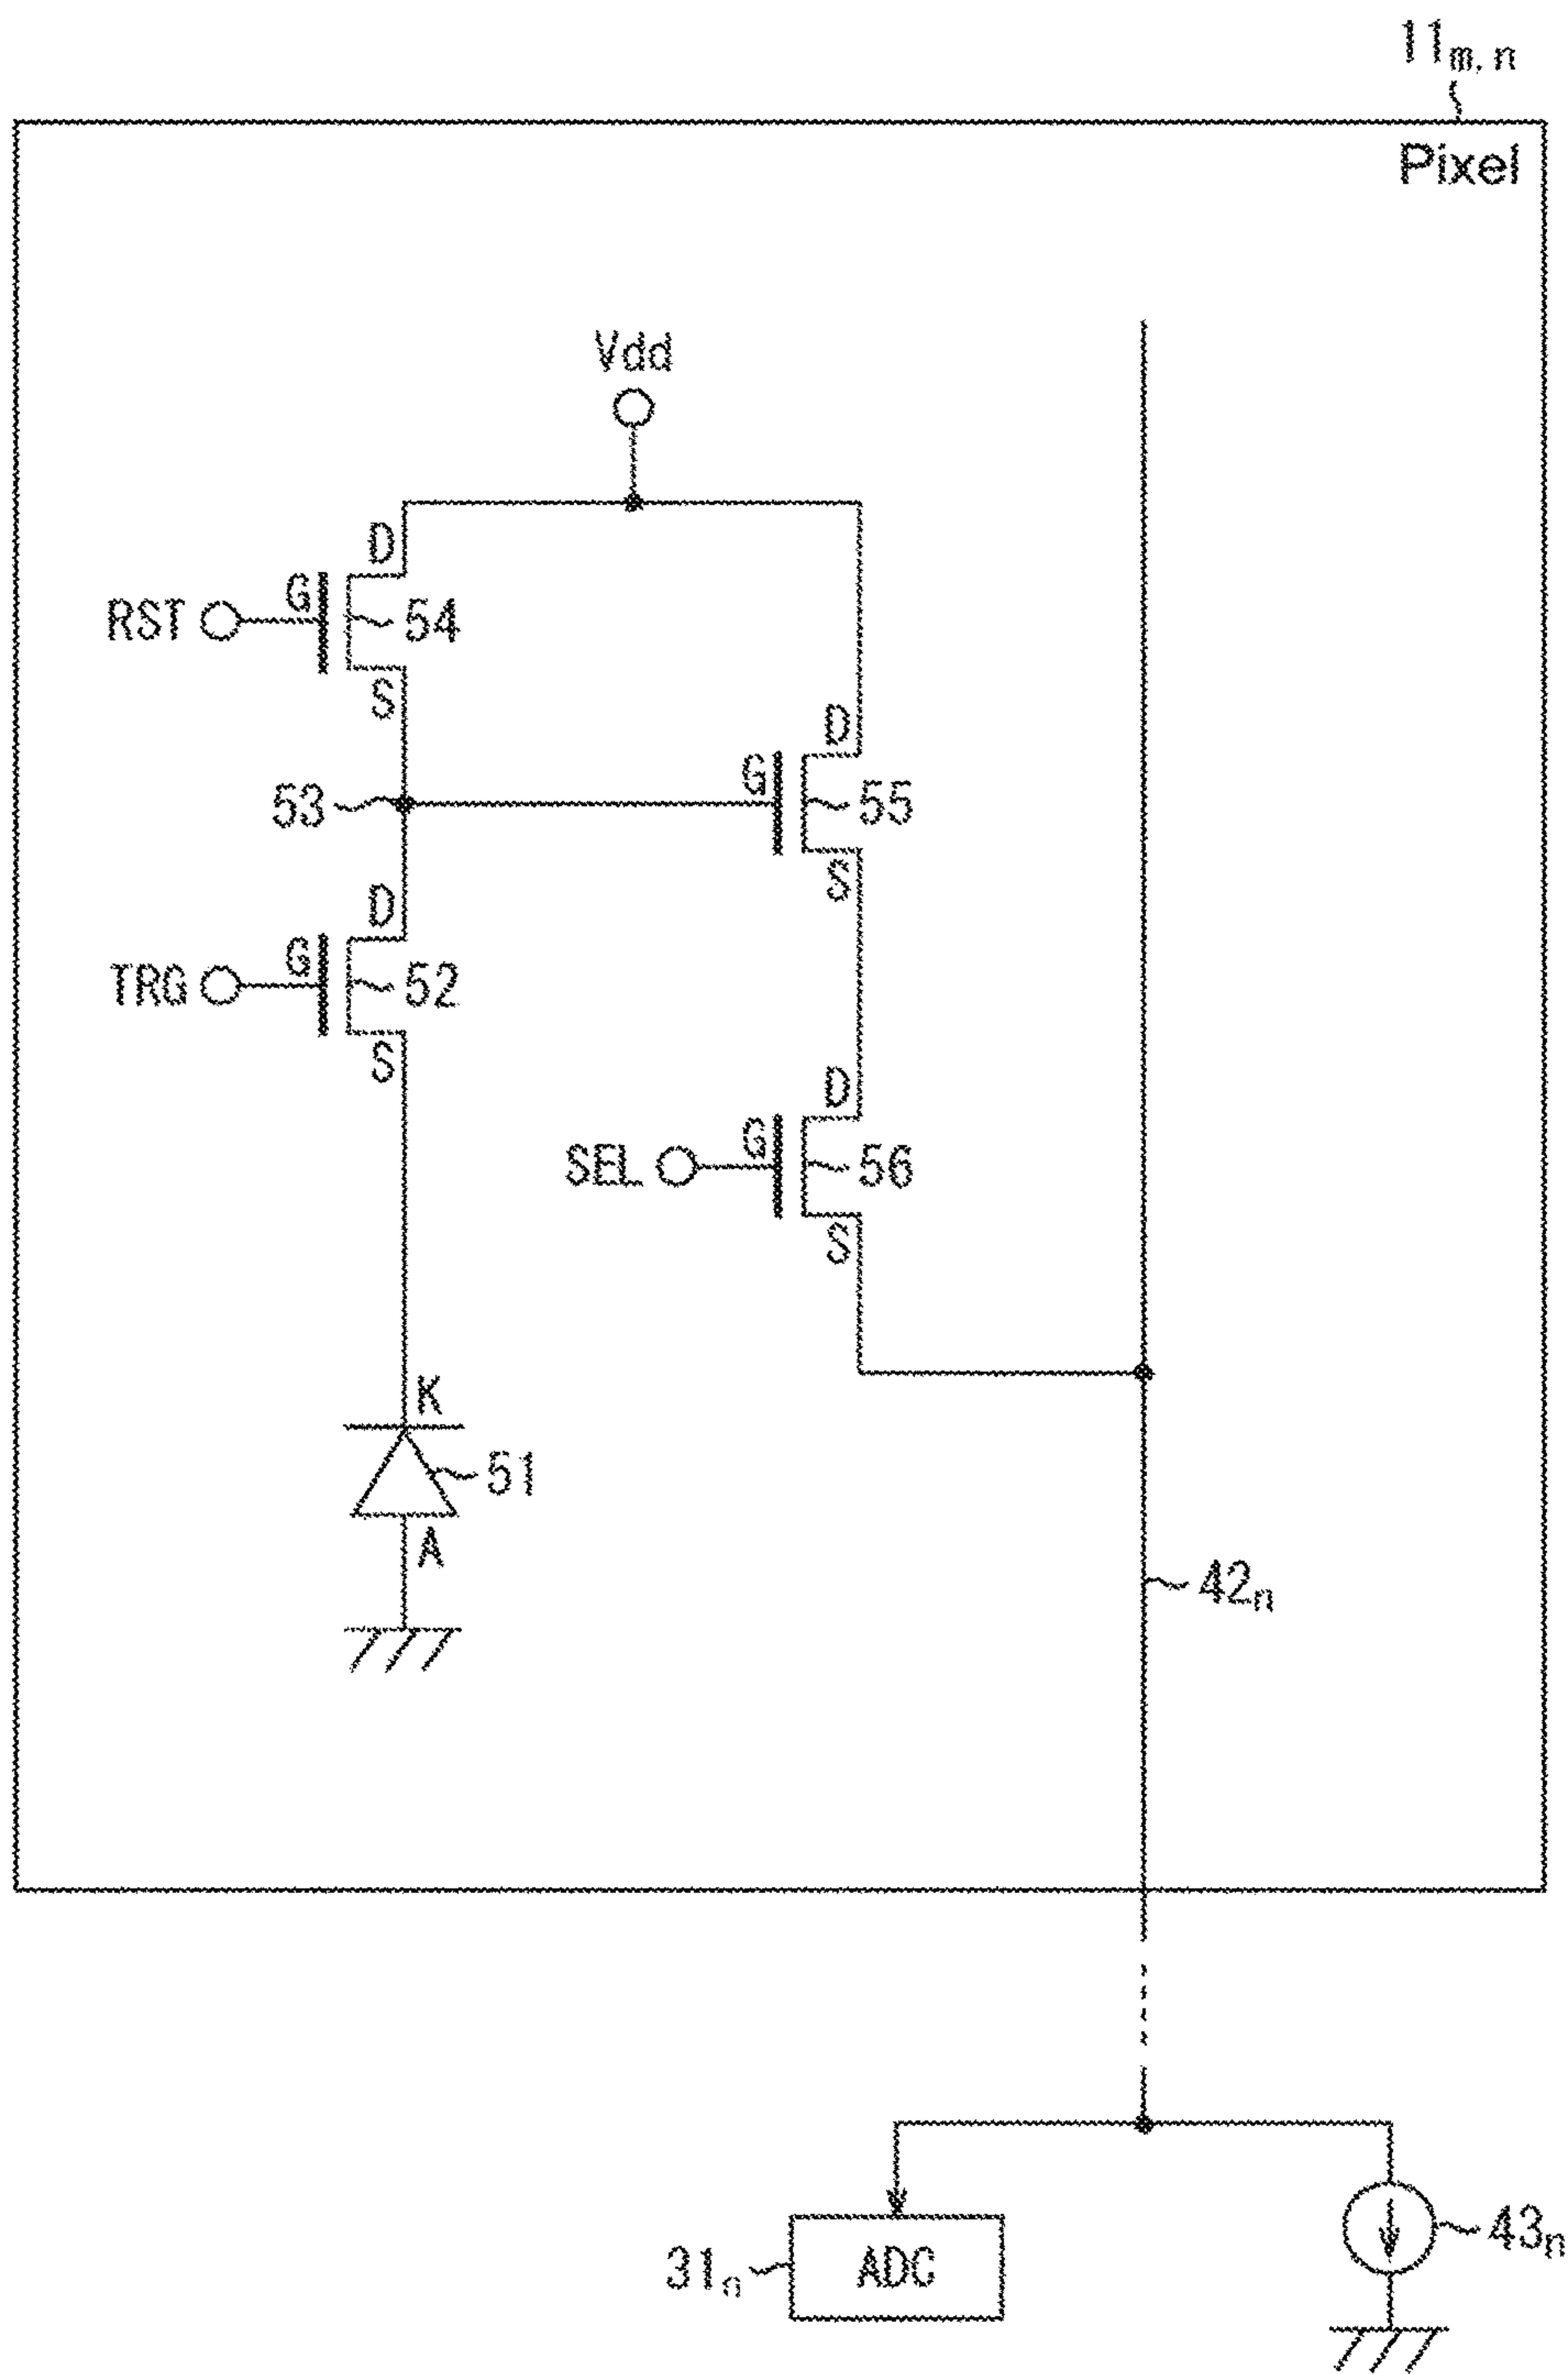 11m,n
Pixel
Vdd
D
G
RST
54
S
D
G
53
55
S
D
G
TRG
52
S
D
G
SEL
56
S
K
51
A
42n
31n
ADC
43n